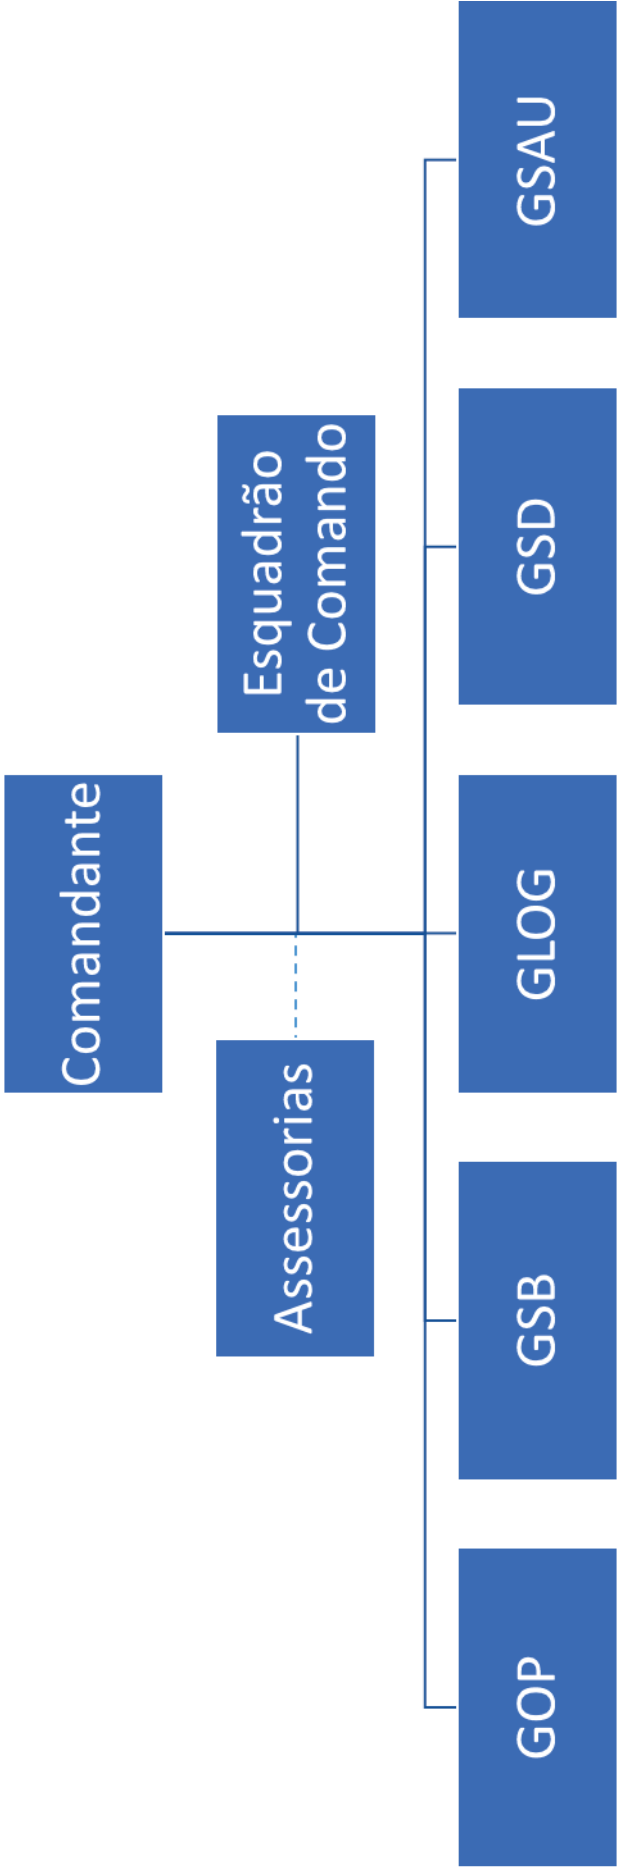 Comandante
Assessorias
Esquadrão
de Comando
GOP
GSB
GLOG
GSD
GSAU